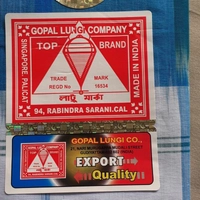 GOPAL LUNGI COMPANY
TOP BRAND
SINGAPORE PALICAT
MADE IN INDIA
TRADE MARK
REGD No 16334
লাটু মার্কা
94, RABINDRA SARANI.CAL
GOPAL LUNGI CO.,
EXPORT
Quality